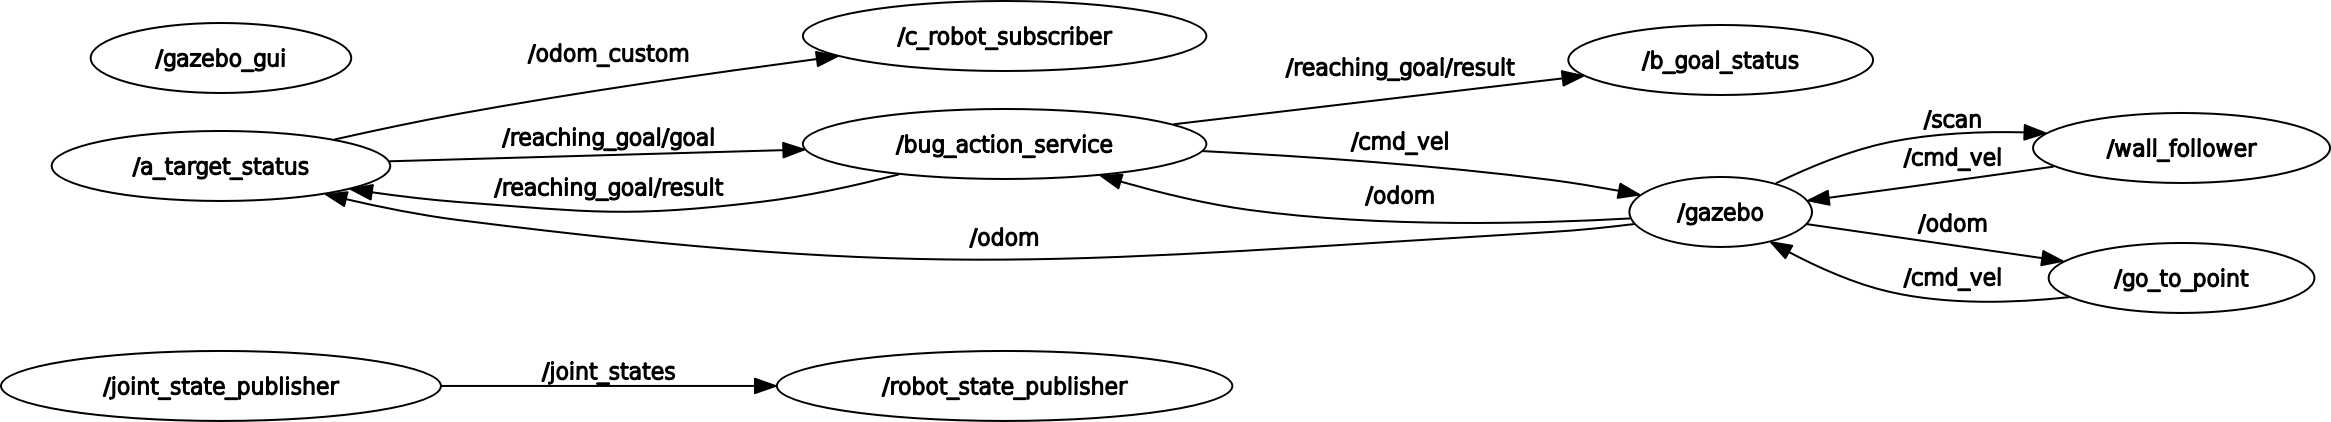 /gazebo_gui
/odom_custom
/c_robot_subscriber
/reaching_goal/result
/b_goal_status
/a_target_status
/reaching_goal/goal
/bug_action_service
/reaching_goal/result
/cmd_vel
/odom
/odom
/gazebo
/scan
/wall_follower
/cmd_vel
/odom
/go_to_point
/cmd_vel
/joint_state_publisher
/joint_states
/robot_state_publisher